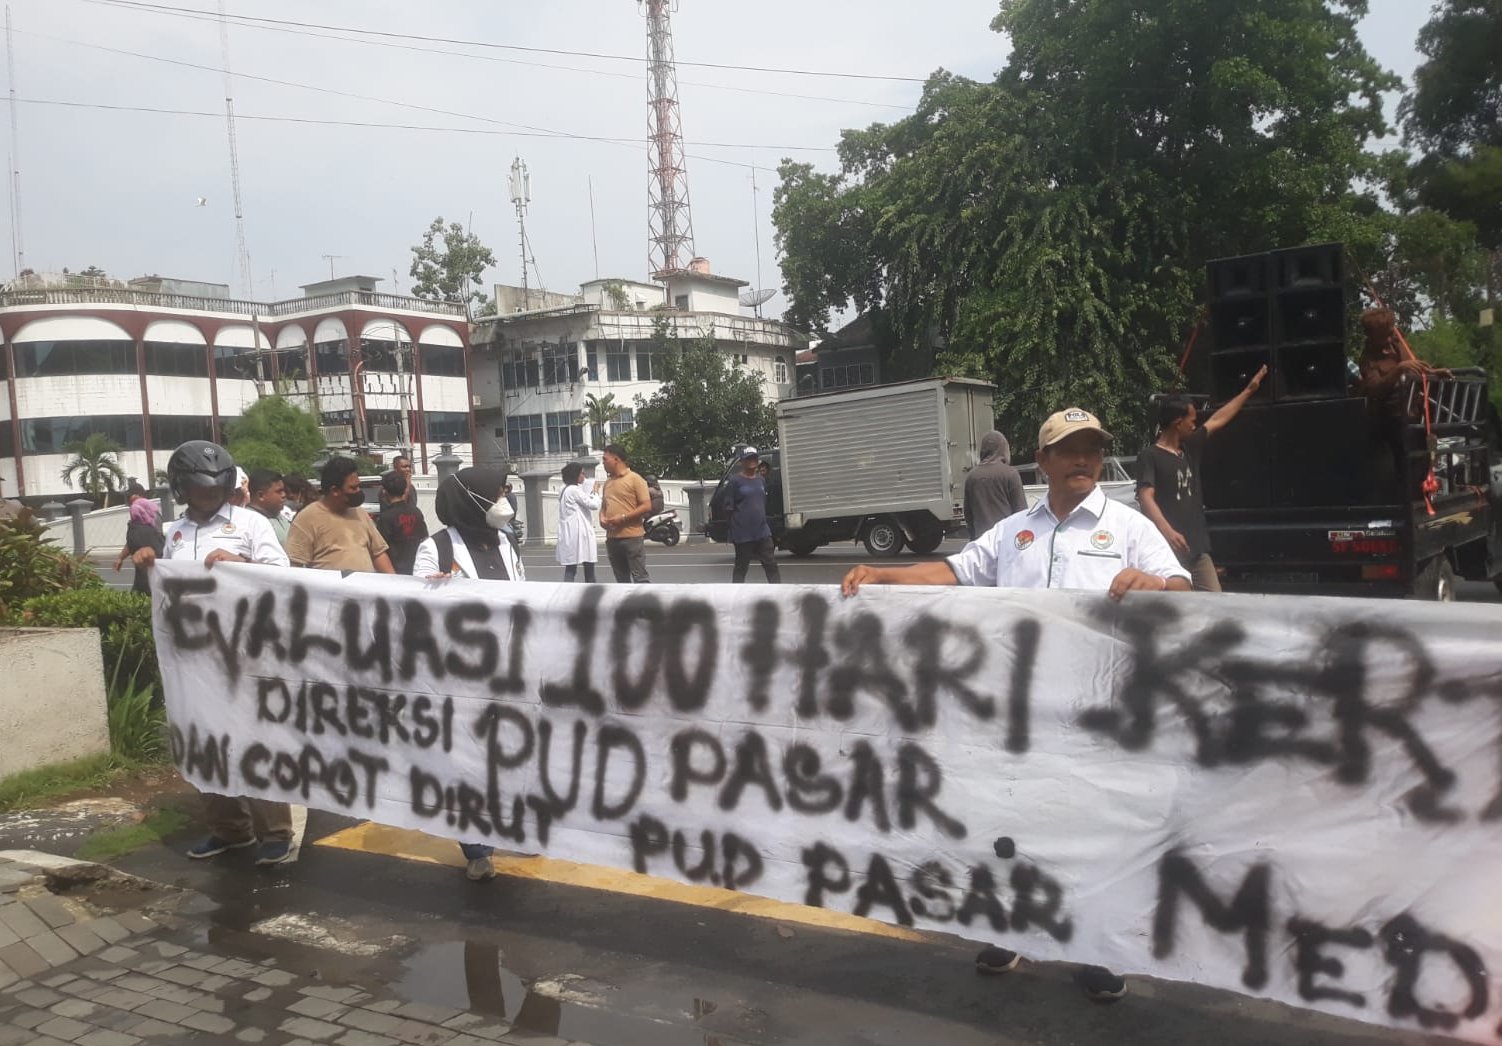 EVALUASI 100 HARI KER
DIREKSI PUD PASAR
DAN COPOT DIRUT PUD PASAR MED